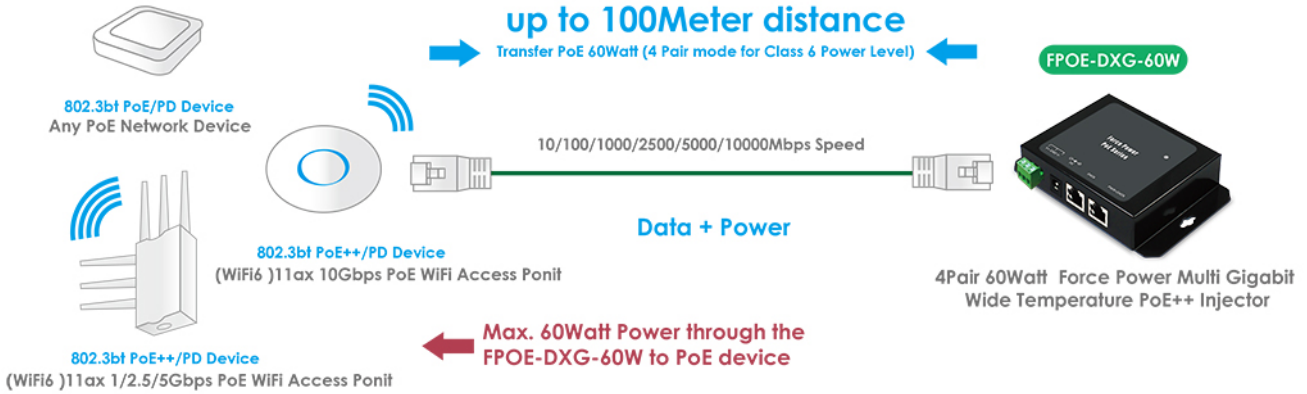 up to 100Meter distance
Transfer PoE 60Watt (4 Pair mode for Class 6 Power Level)
FPOE-DXG-60W
802.3bt PoE/PD Device
Any PoE Network Device
10/100/1000/2500/5000/10000Mbps Speed
Force Power
PoE Series
Data + Power
802.3bt PoE++/PD Device
(WiFi6 )11ax 10Gbps PoE WiFi Access Ponit
4Pair 60Watt Force Power Multi Gigabit
Wide Temperature PoE++ Injector
Max. 60Watt Power through the
FPOE-DXG-60W to PoE device
802.3bt PoE++/PD Device
(WiFi6 )11ax 1/2.5/5Gbps PoE WiFi Access Ponit